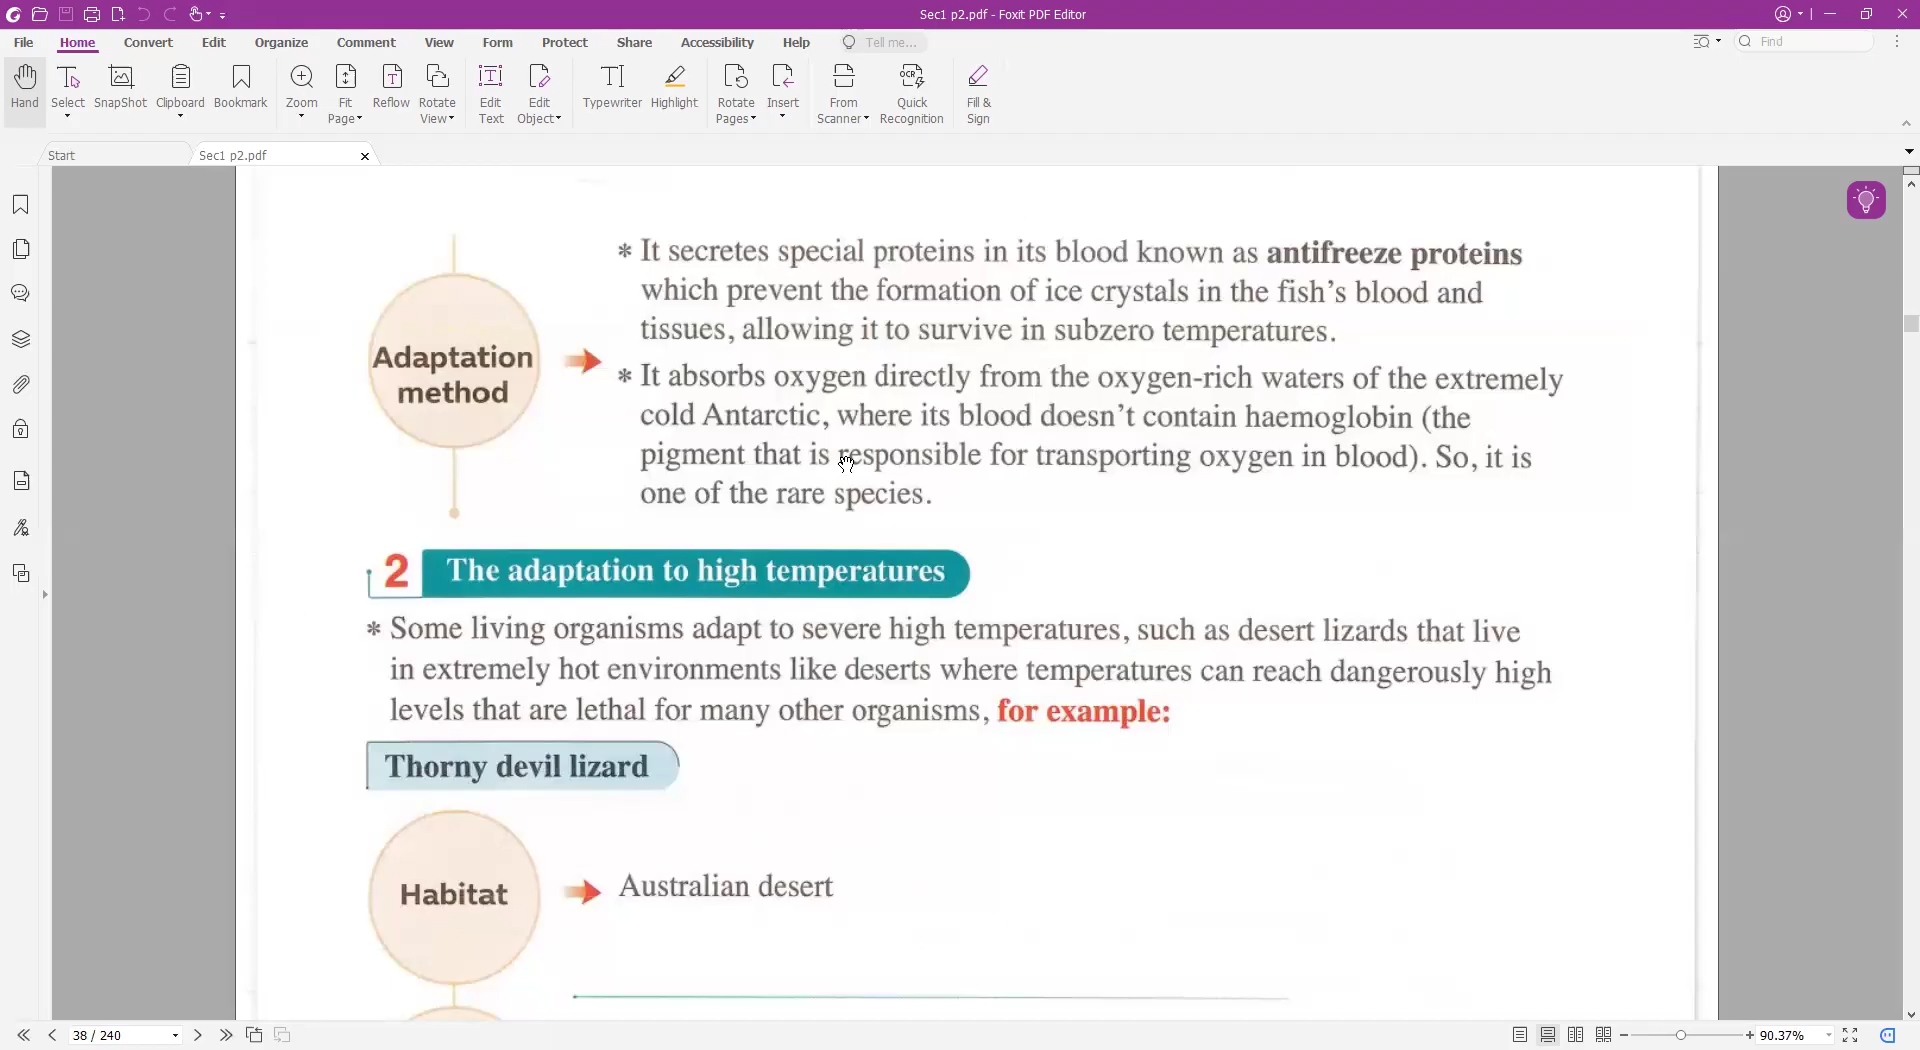 Sec1 p2.pdf - Foxit PDF Editor
File Home Convert Edit Organize Comment View Form Protect Share Accessibility Help Tell me... Find
Hand Select SnapShot Clipboard Bookmark Zoom Fit Page Reflow Rotate View Edit Text Edit Object Typewriter Highlight Rotate Pages Insert From Scanner Quick Recognition Fill & Sign
Start Sec1 p2.pdf
* It secretes special proteins in its blood known as antifreeze proteins
which prevent the formation of ice crystals in the fish's blood and
tissues, allowing it to survive in subzero temperatures.
Adaptation
method
* It absorbs oxygen directly from the oxygen-rich waters of the extremely
cold Antarctic, where its blood doesn't contain haemoglobin (the
pigment that is responsible for transporting oxygen in blood). So, it is
one of the rare species.
2 The adaptation to high temperatures
* Some living organisms adapt to severe high temperatures, such as desert lizards that live
in extremely hot environments like deserts where temperatures can reach dangerously high
levels that are lethal for many other organisms, for example:
Thorny devil lizard
Habitat
Australian desert
38 / 240
90.37%